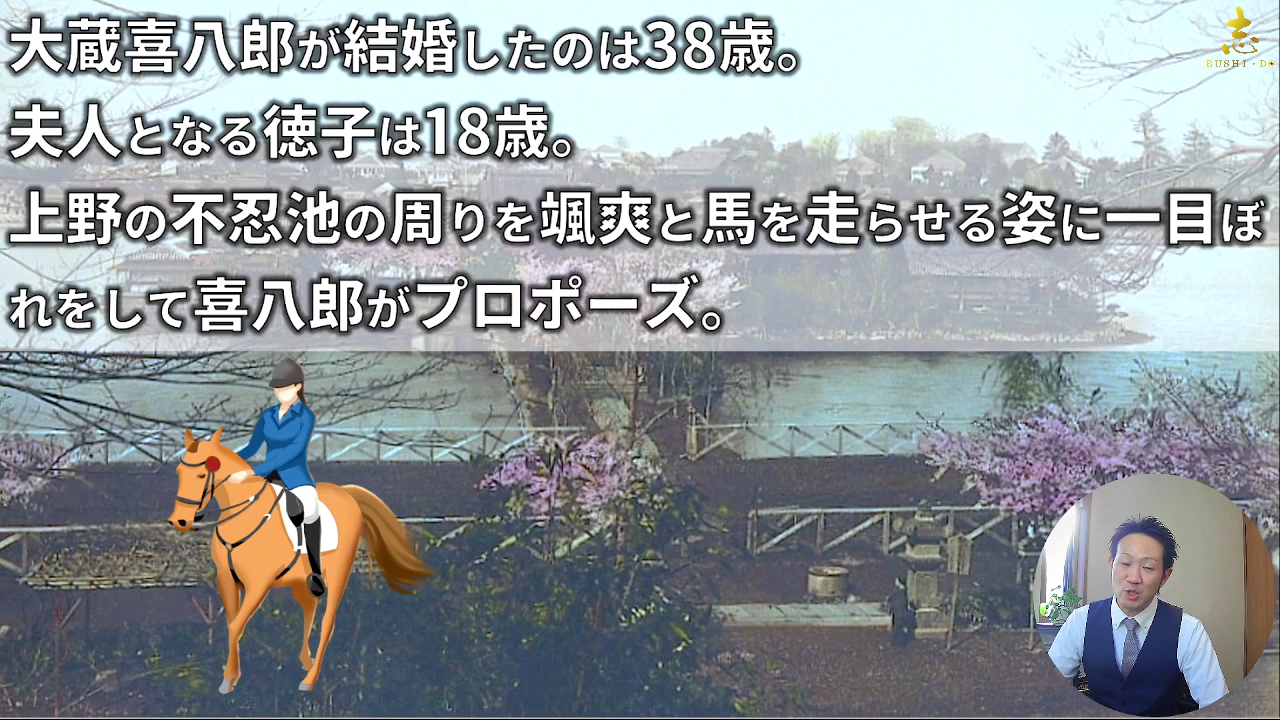 大蔵喜八郎が結婚したのは38歳。
夫人となる徳子は18歳。
上野の不忍池の周りを颯爽と馬を走らせる姿に一目ぼ
れをして喜八郎がプロポーズ。
志
BUSHI・DO